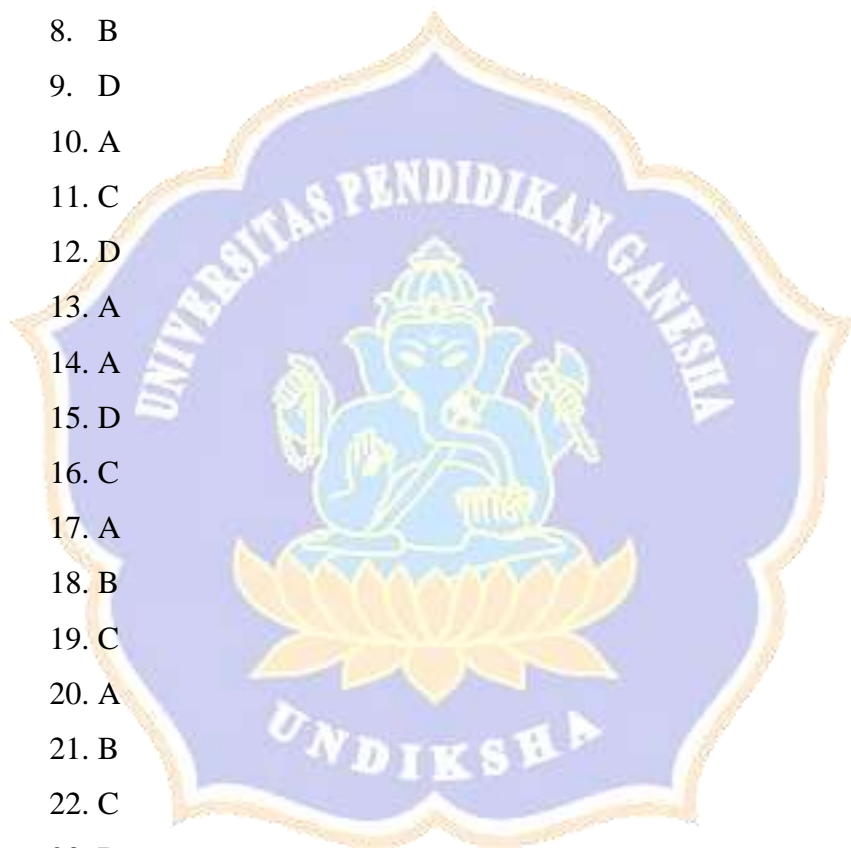 8. B
9. D
10. A
11. C
12. D
13. A
14. A
15. D
16. C
17. A
18. B
19. C
20. A
21. B
22. C
UNIVERSITAS PENDIDIKAN GANESHA
UNDIKSHA